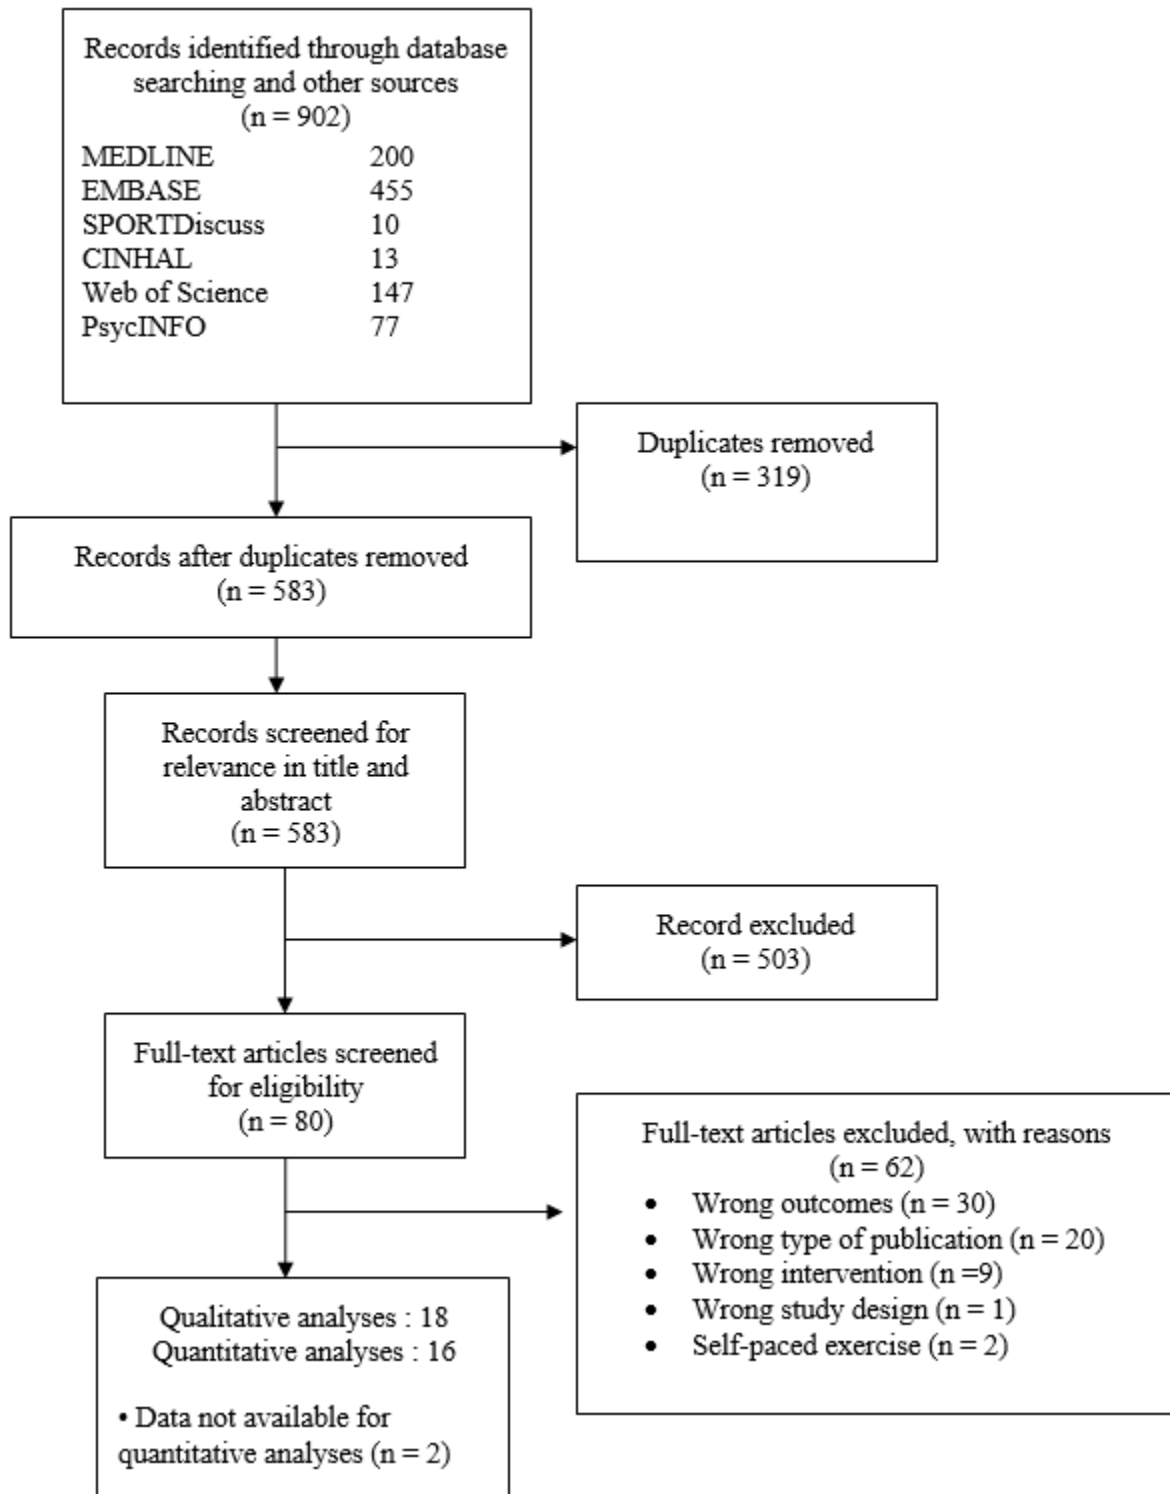 Records identified through database
searching and other sources
(n = 902)
MEDLINE 200
EMBASE 455
SPORTDiscuss 10
CINHAL 13
Web of Science 147
PsycINFO 77
Duplicates removed
(n = 319)
Records after duplicates removed
(n = 583)
Records screened for
relevance in title and
abstract
(n = 583)
Record excluded
(n = 503)
Full-text articles screened
for eligibility
(n = 80)
Full-text articles excluded, with reasons
(n = 62)
• Wrong outcomes (n = 30)
• Wrong type of publication (n = 20)
• Wrong intervention (n =9)
• Wrong study design (n = 1)
• Self-paced exercise (n = 2)
Qualitative analyses : 18
Quantitative analyses : 16
• Data not available for
quantitative analyses (n = 2)